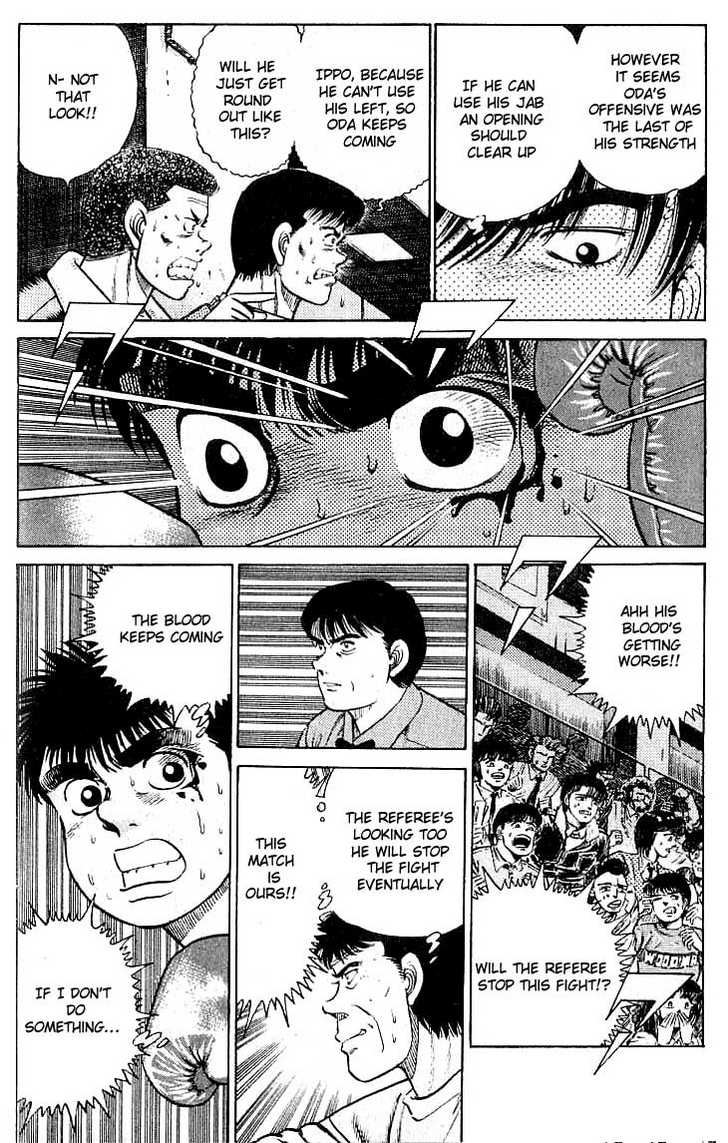 HOWEVER
IT SEEMS
ODA'S
OFFENSIVE WAS
THE LAST OF
HIS STRENGTH
IF HE CAN
USE HIS JAB
AN OPENING
SHOULD
CLEAR UP
IPPO, BECAUSE
HE CAN'T USE
HIS LEFT, SO
ODA KEEPS
COMING
WILL HE
JUST GET
ROUND
OUT LIKE
THIS?
N- NOT
THAT
LOOK!!
AHH HIS
BLOOD'S
GETTING
WORSE!!
WILL THE REFEREE
STOP THIS FIGHT!?
THE REFEREE'S
LOOKING TOO
HE WILL STOP
THE FIGHT
EVENTUALLY
THIS
MATCH
IS
OURS!!
THE BLOOD
KEEPS COMING
IF I DON'T
DO
SOMETHING...